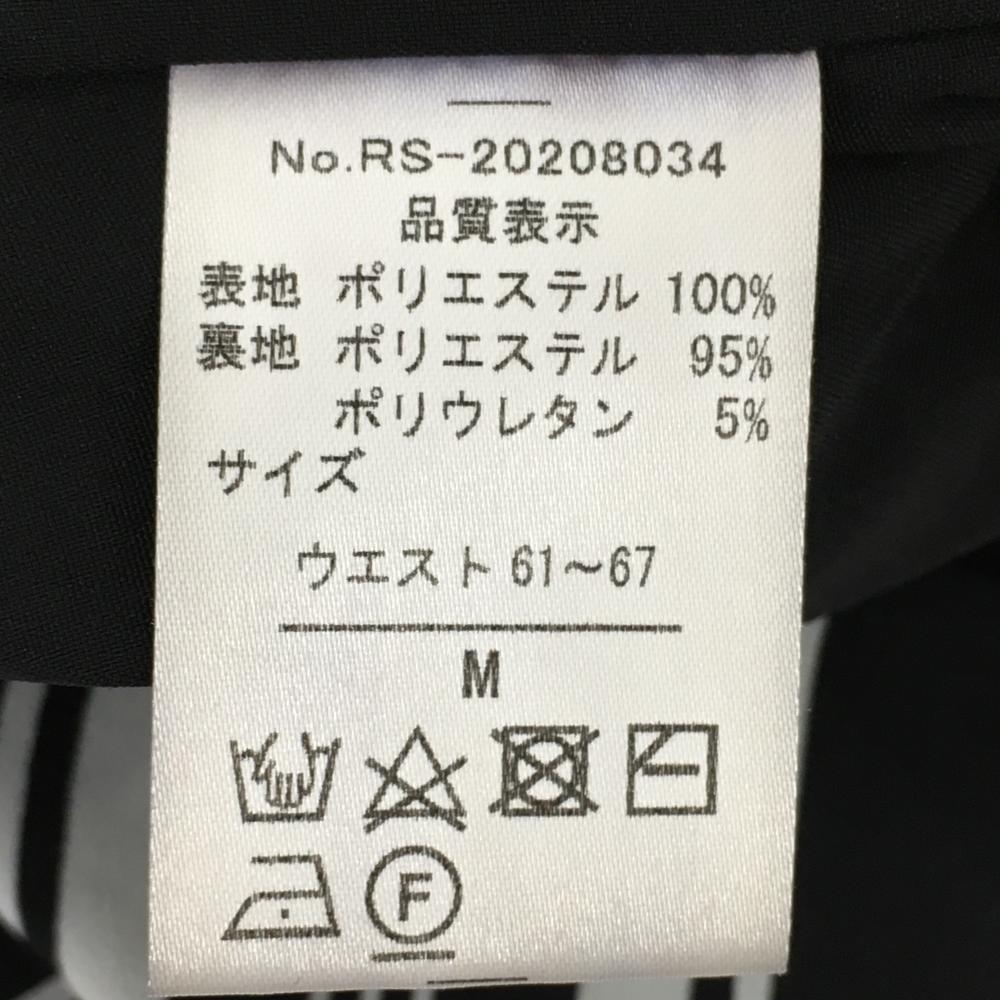 No.RS-20208034
品質表示
表地 ポリエステル 100%
裏地 ポリエステル 95%
ポリウレタン 5%
サイズ
ウエスト 61～67
M
F